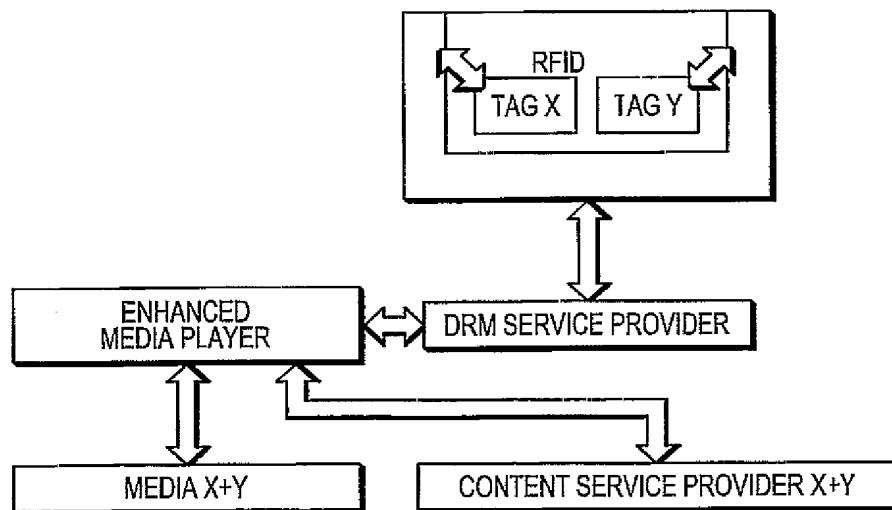 RFID
TAG X
TAG Y
ENHANCED
MEDIA PLAYER
DRM SERVICE PROVIDER
MEDIA X+Y
CONTENT SERVICE PROVIDER X+Y